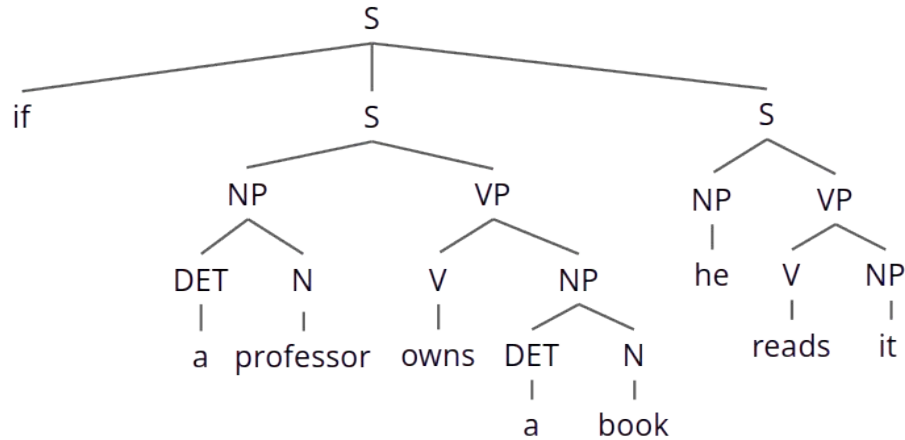 S
if S S
NP VP NP VP
DET N V NP he V NP
a professor owns DET N reads it
a book